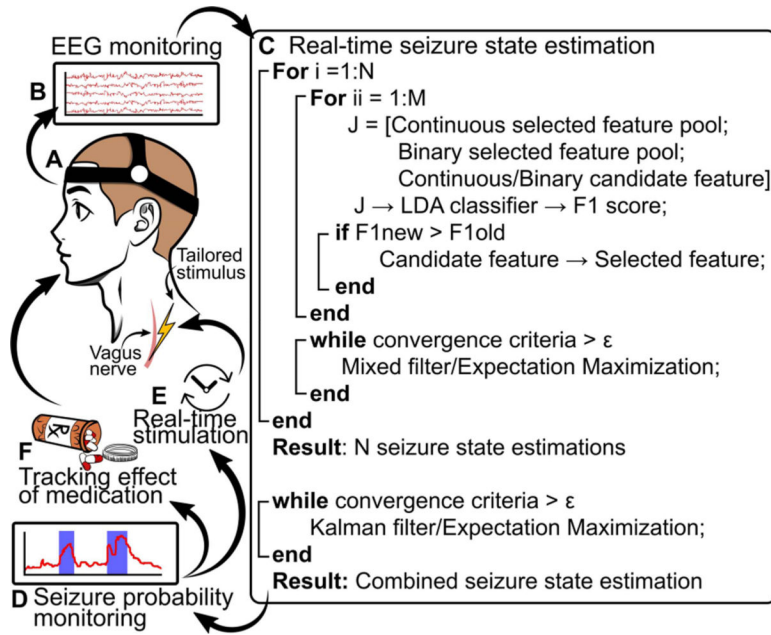 EEG monitoring
B
A
Tailored
stimulus
Vagus
nerve
E
Real-time
stimulation
Rx
F
Tracking effect
of medication
D Seizure probability
monitoring
C Real-time seizure state estimation
For i =1:N
For ii = 1:M
J = [Continuous selected feature pool;
Binary selected feature pool;
Continuous/Binary candidate feature]
J → LDA classifier → F1 score;
if F1new > F1old
Candidate feature → Selected feature;
end
end
while convergence criteria > ε
Mixed filter/Expectation Maximization;
end
end
Result: N seizure state estimations
while convergence criteria > ε
Kalman filter/Expectation Maximization;
end
Result: Combined seizure state estimation